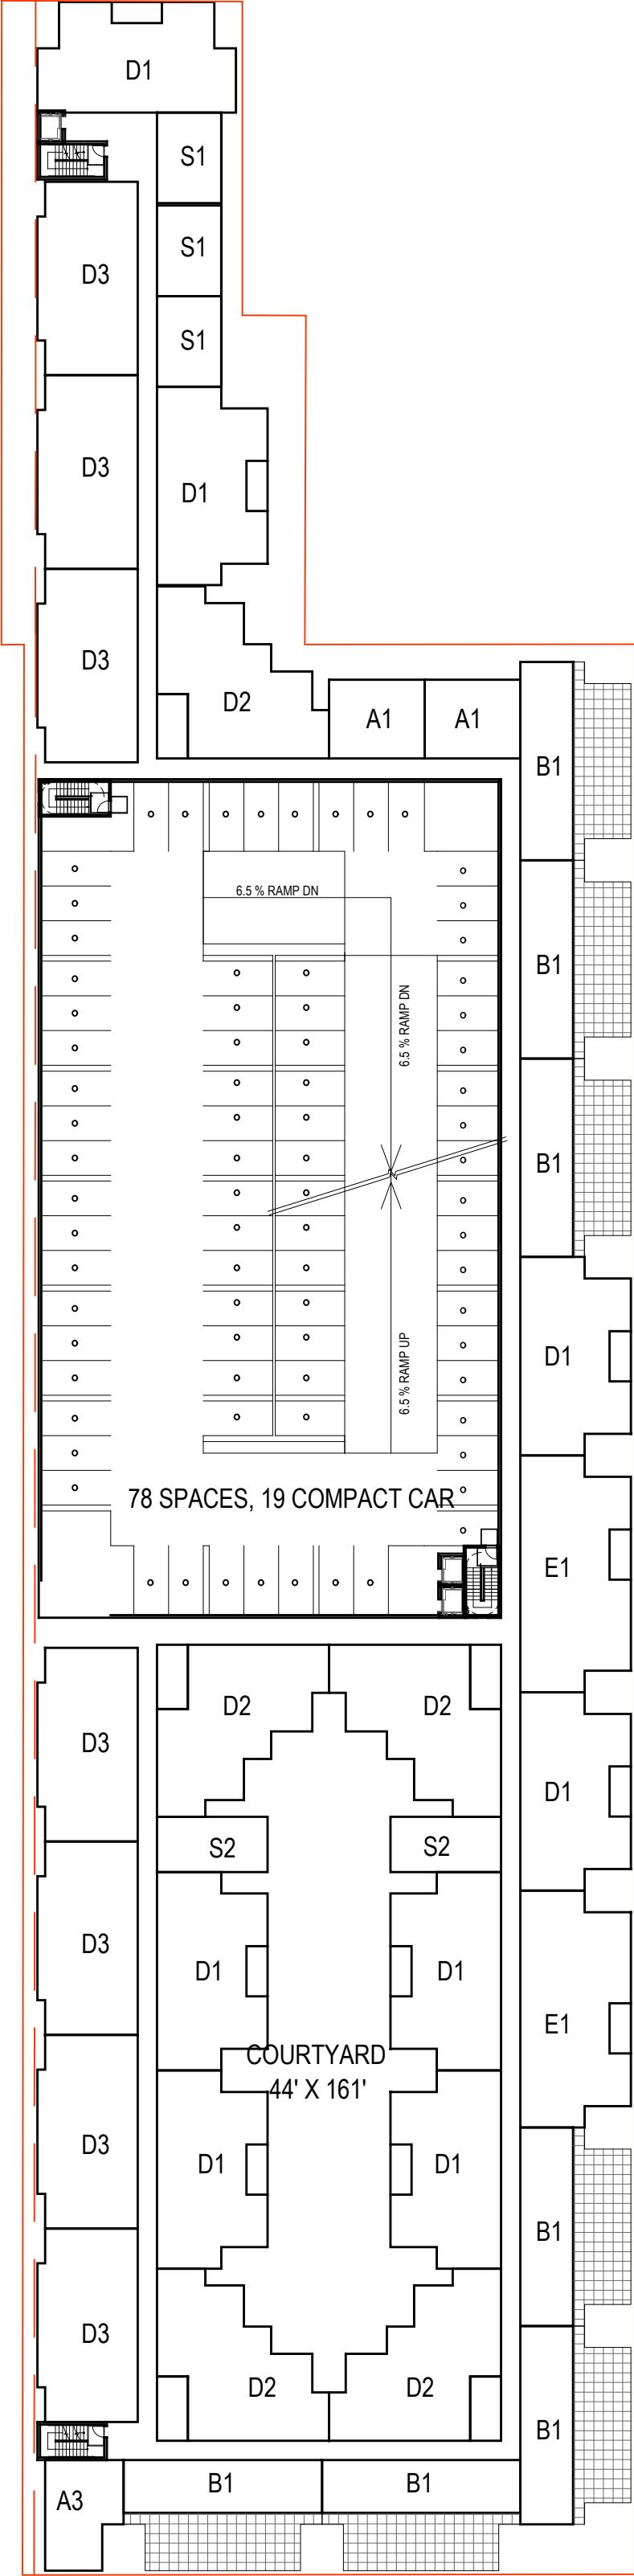 D1
S1
S1
D3
S1
D3
D1
D3
D2
A1
A1
B1
6.5 % RAMP DN
B1
6.5 % RAMP DN
B1
D1
6.5 % RAMP UP
78 SPACES, 19 COMPACT CAR
E1
D2
D2
D3
D1
S2
S2
D3
D1
D1
E1
COURTYARD
44' X 161'
D3
D1
D1
B1
D3
D2
D2
B1
B1
B1
A3